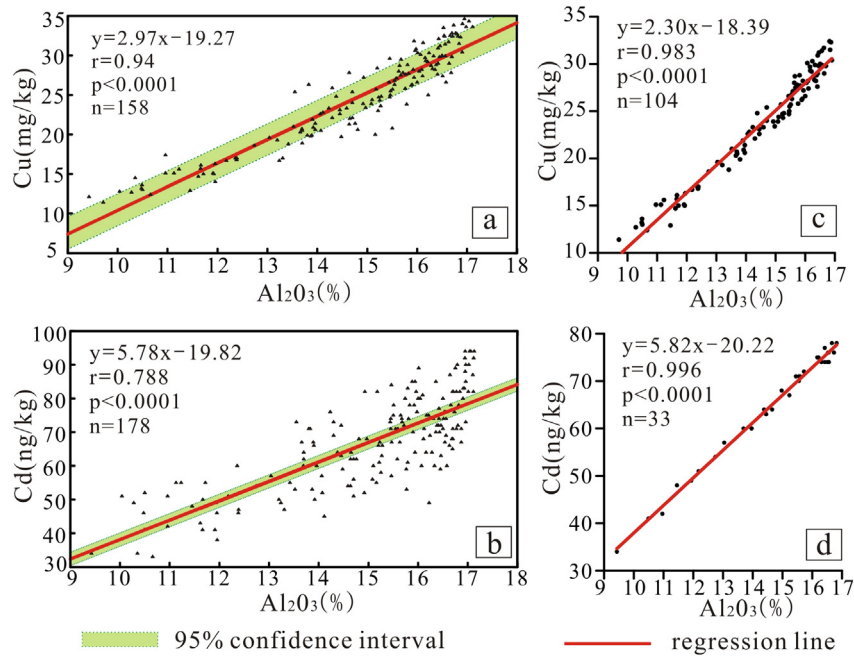 Cu(mg/kg)
35
30
25
20
15
10
5
y=2.97x−19.27
r=0.94
p<0.0001
n=158
a
9 10 11 12 13 14 15 16 17 18
Al₂O₃(%)
Cu(mg/kg)
35
30
25
20
15
10
y=2.30x−18.39
r=0.983
p<0.0001
n=104
c
9 10 11 12 13 14 15 16 17
Al₂O₃(%)
Cd(ng/kg)
100
90
80
70
60
50
40
30
y=5.78x−19.82
r=0.788
p<0.0001
n=178
b
9 10 11 12 13 14 15 16 17 18
Al₂O₃(%)
Cd(ng/kg)
80
70
60
50
40
30
y=5.82x−20.22
r=0.996
p<0.0001
n=33
d
9 10 11 12 13 14 15 16 17
Al₂O₃(%)
95% confidence interval
regression line